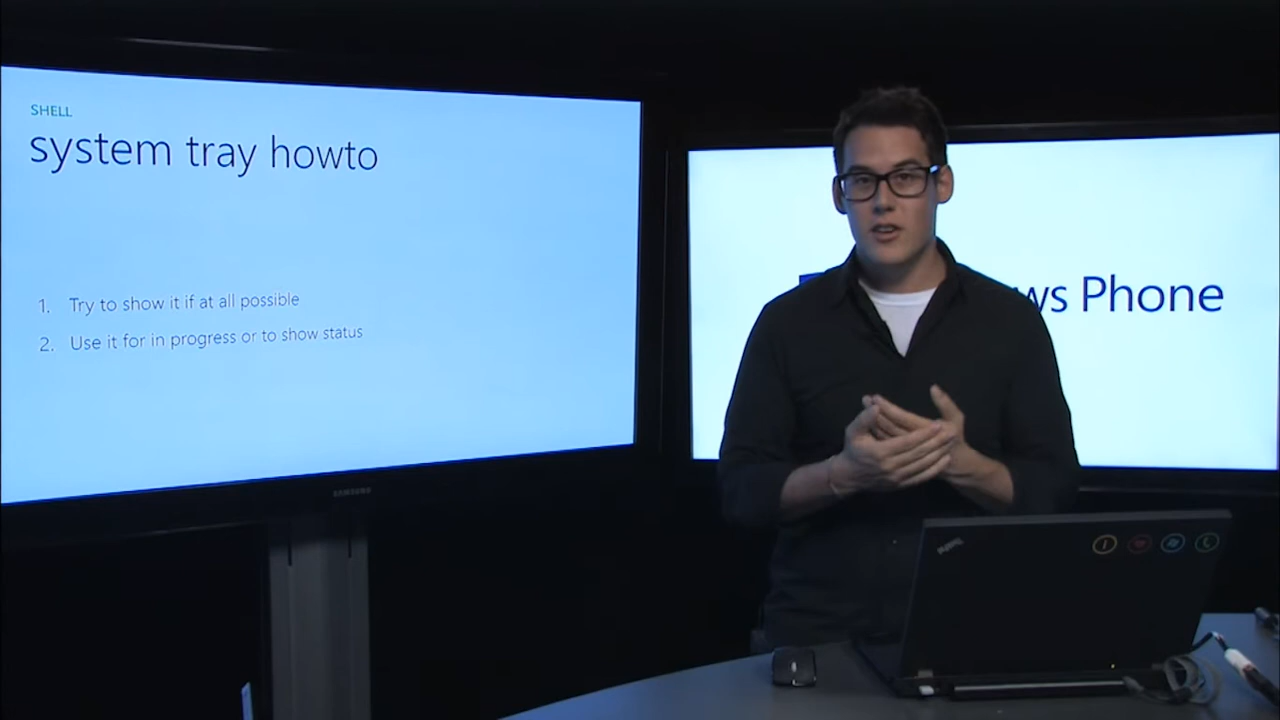 SHELL
system tray howto
1. Try to show it if at all possible
2. Use it for in progress or to show status
SAMSUNG
ws Phone
ThinkPad